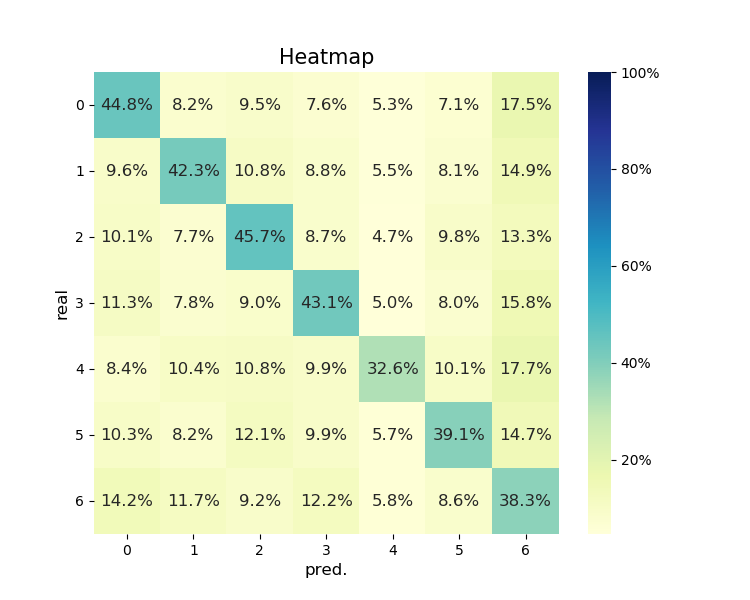 Heatmap
0 44.8% 8.2% 9.5% 7.6% 5.3% 7.1% 17.5%
1 9.6% 42.3% 10.8% 8.8% 5.5% 8.1% 14.9%
2 10.1% 7.7% 45.7% 8.7% 4.7% 9.8% 13.3%
3 11.3% 7.8% 9.0% 43.1% 5.0% 8.0% 15.8%
4 8.4% 10.4% 10.8% 9.9% 32.6% 10.1% 17.7%
5 10.3% 8.2% 12.1% 9.9% 5.7% 39.1% 14.7%
6 14.2% 11.7% 9.2% 12.2% 5.8% 8.6% 38.3%
0 1 2 3 4 5 6
pred.
real
100%
80%
60%
40%
20%